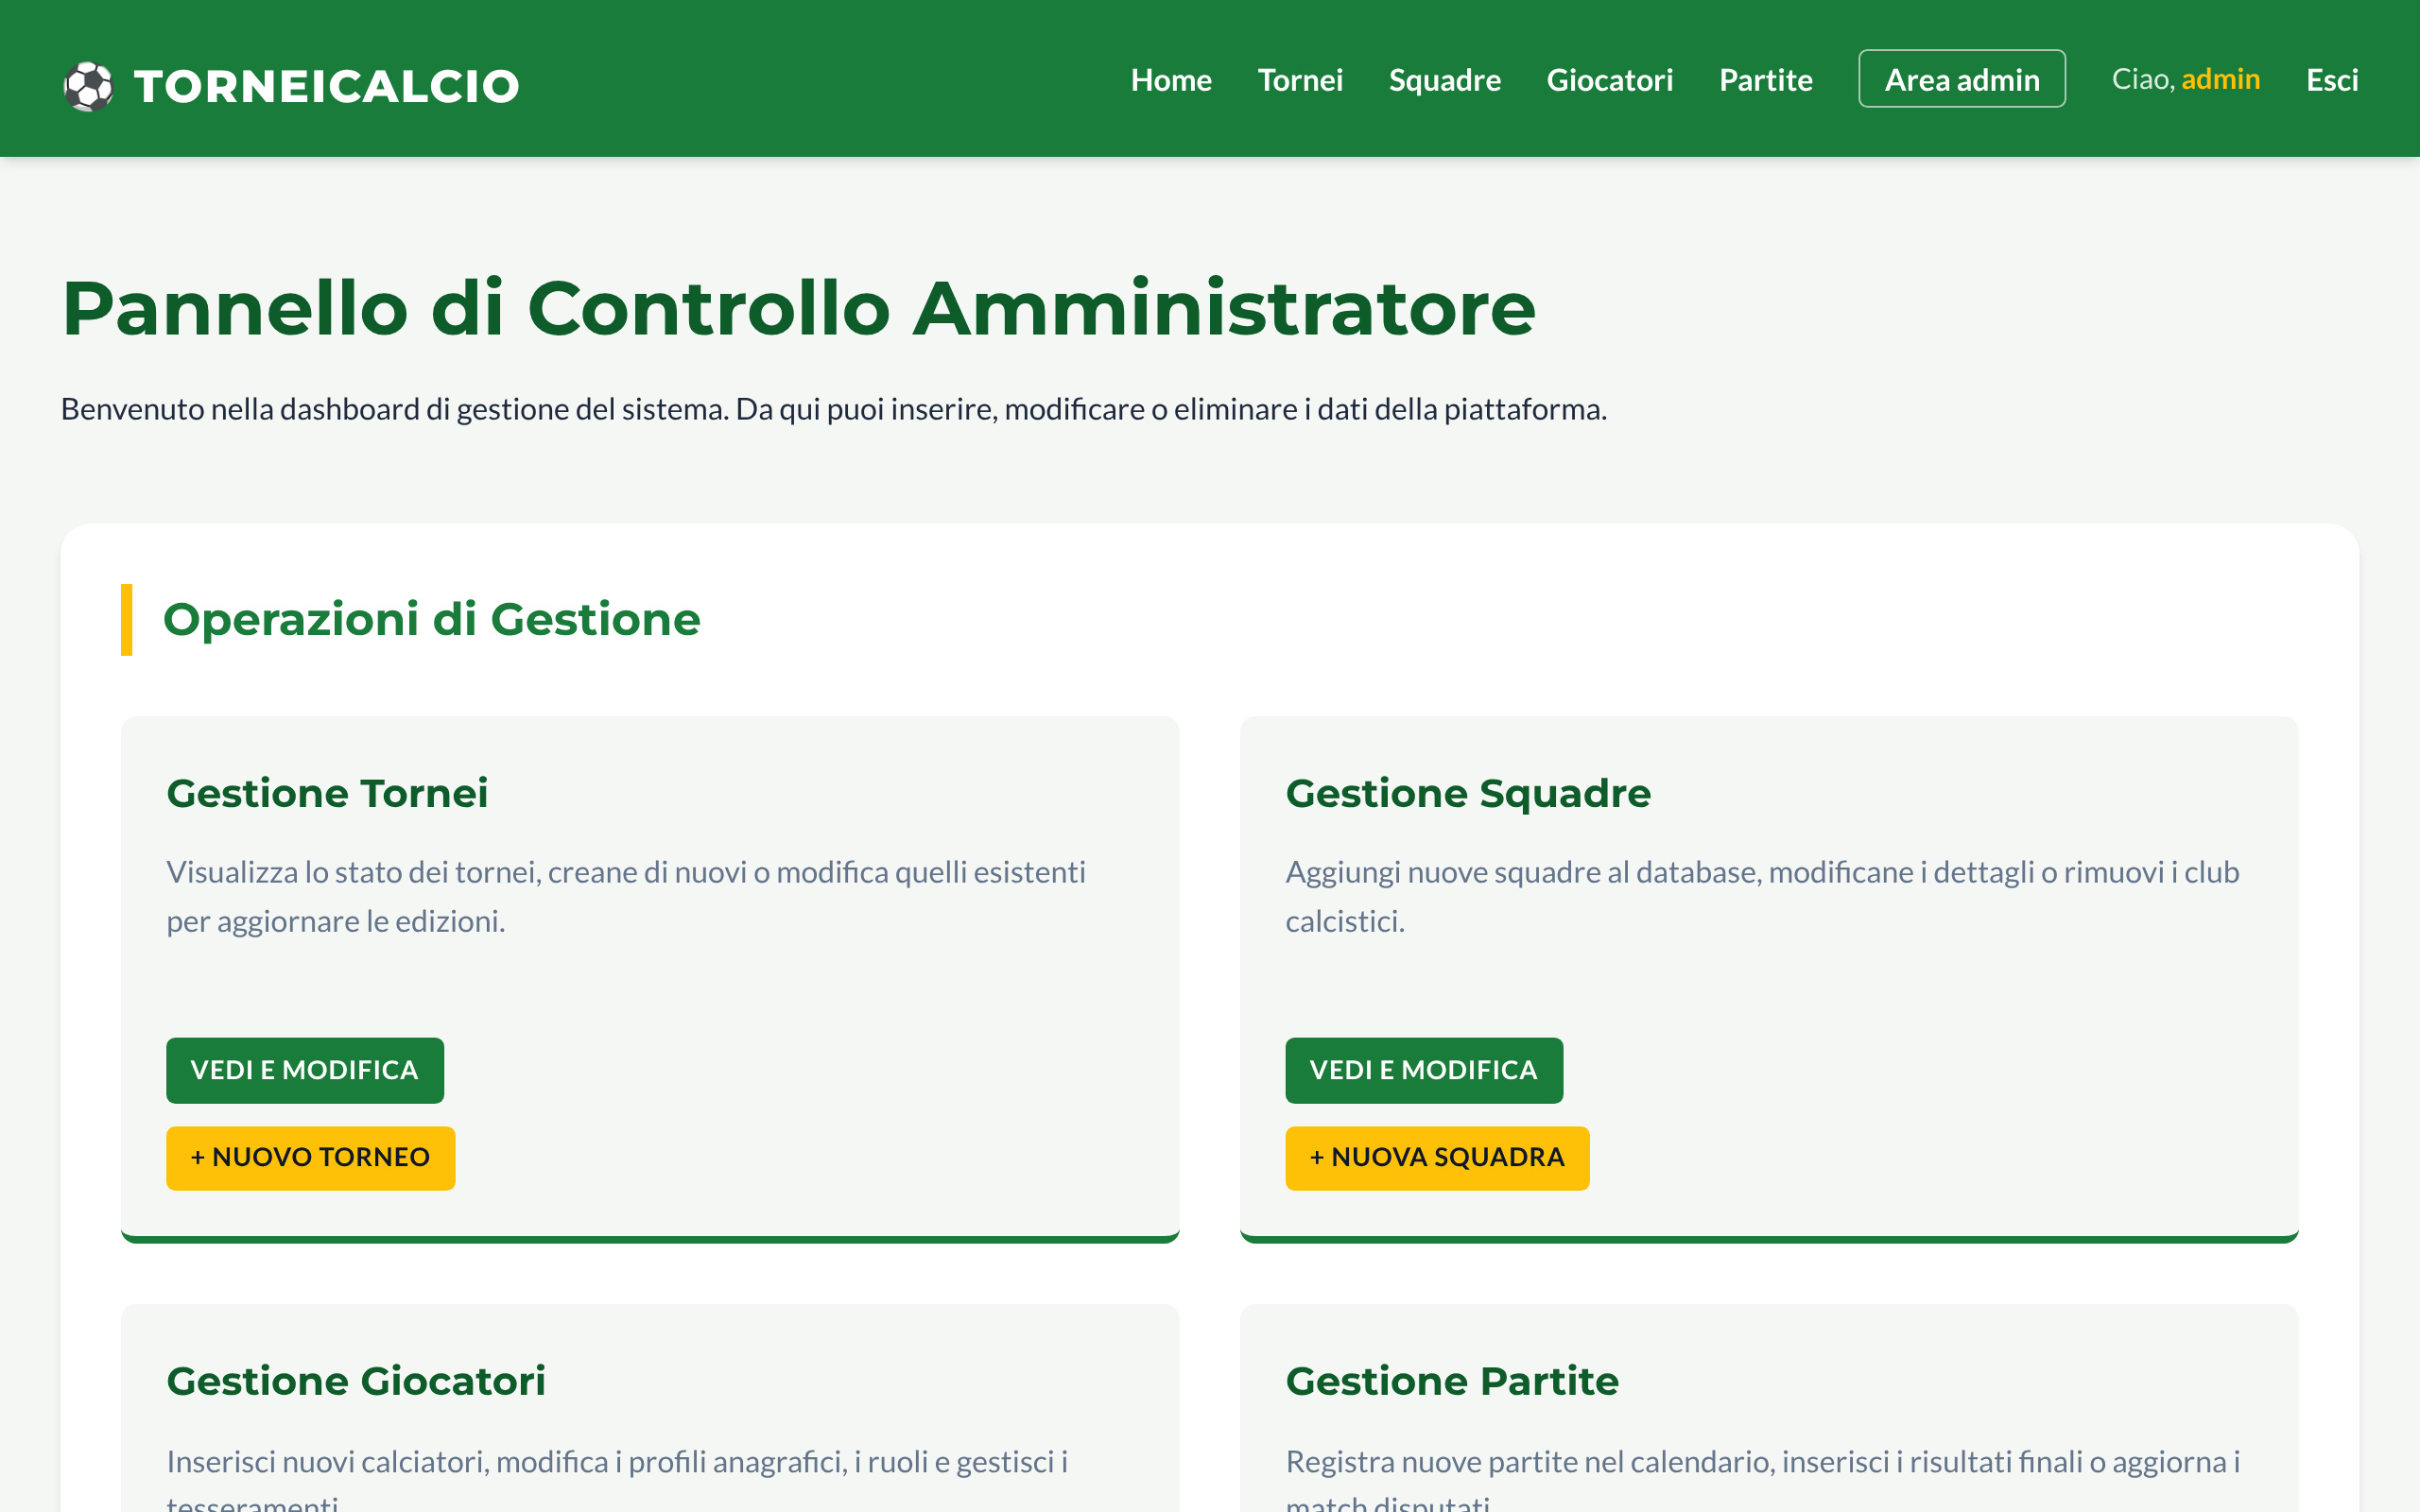 TORNEICALCIO
Home Tornei Squadre Giocatori Partite Area admin Ciao, admin Esci
Pannello di Controllo Amministratore
Benvenuto nella dashboard di gestione del sistema. Da qui puoi inserire, modificare o eliminare i dati della piattaforma.
Operazioni di Gestione
Gestione Tornei
Visualizza lo stato dei tornei, creane di nuovi o modifica quelli esistenti
per aggiornare le edizioni.
VEDI E MODIFICA
+ NUOVO TORNEO
Gestione Squadre
Aggiungi nuove squadre al database, modificane i dettagli o rimuovi i club
calcistici.
VEDI E MODIFICA
+ NUOVA SQUADRA
Gestione Giocatori
Inserisci nuovi calciatori, modifica i profili anagrafici, i ruoli e gestisci i
tesseramenti.
Gestione Partite
Registra nuove partite nel calendario, inserisci i risultati finali o aggiorna i
match disputati.